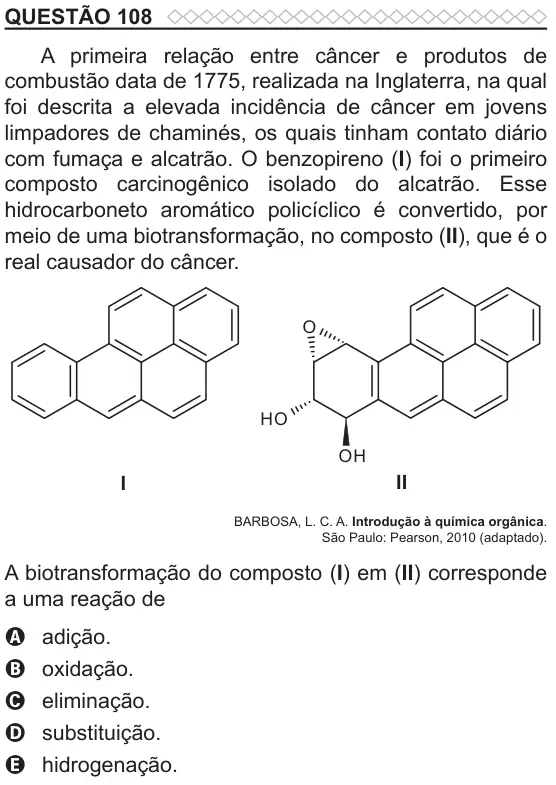 QUESTÃO 108
A primeira relação entre câncer e produtos de
combustão data de 1775, realizada na Inglaterra, na qual
foi descrita a elevada incidência de câncer em jovens
limpadores de chaminés, os quais tinham contato diário
com fumaça e alcatrão. O benzopireno (I) foi o primeiro
composto carcinogênico isolado do alcatrão. Esse
hidrocarboneto aromático policíclico é convertido, por
meio de uma biotransformação, no composto (II), que é o
real causador do câncer.
O
HO
OH
I
II
BARBOSA, L. C. A. Introdução à química orgânica.
São Paulo: Pearson, 2010 (adaptado).
A biotransformação do composto (I) em (II) corresponde
a uma reação de
A adição.
B oxidação.
C eliminação.
D substituição.
E hidrogenação.